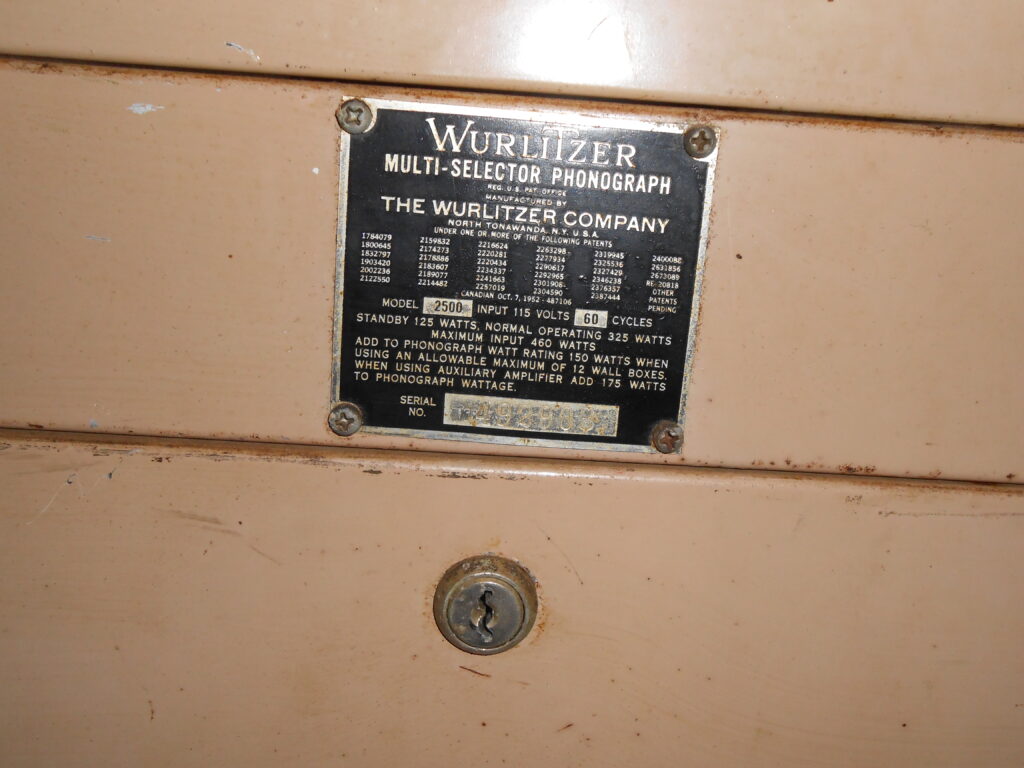 WURLITZER
MULTI-SELECTOR PHONOGRAPH
REG. U.S. PAT. OFFICE
MANUFACTURED BY
THE WURLITZER COMPANY
NORTH TONAWANDA, N.Y. U.S.A.
UNDER ONE OR MORE OF THE FOLLOWING PATENTS
1764079 2159832 2216624 2263298 2319945 2400088
1800645 2174273 2220281 2277934 2325536 2631856
1832797 2178886 2220434 2290617 2327429 2673089
1903420 2183607 2234337 2292965 2346238 RE-20818
2002236 2189077 2241663 2301908 2376357 OTHER
2122550 2214482 2257019 2304590 2387444 PATENTS
PENDING
CANADIAN OCT. 7, 1952 - 487106
MODEL 2500 INPUT 115 VOLTS 60 CYCLES
STANDBY 125 WATTS, NORMAL OPERATING 325 WATTS
MAXIMUM INPUT 460 WATTS
ADD TO PHONOGRAPH WATT RATING 150 WATTS WHEN
USING AN ALLOWABLE MAXIMUM OF 12 WALL BOXES.
WHEN USING AUXILIARY AMPLIFIER ADD 175 WATTS
TO PHONOGRAPH WATTAGE.
SERIAL
NO.